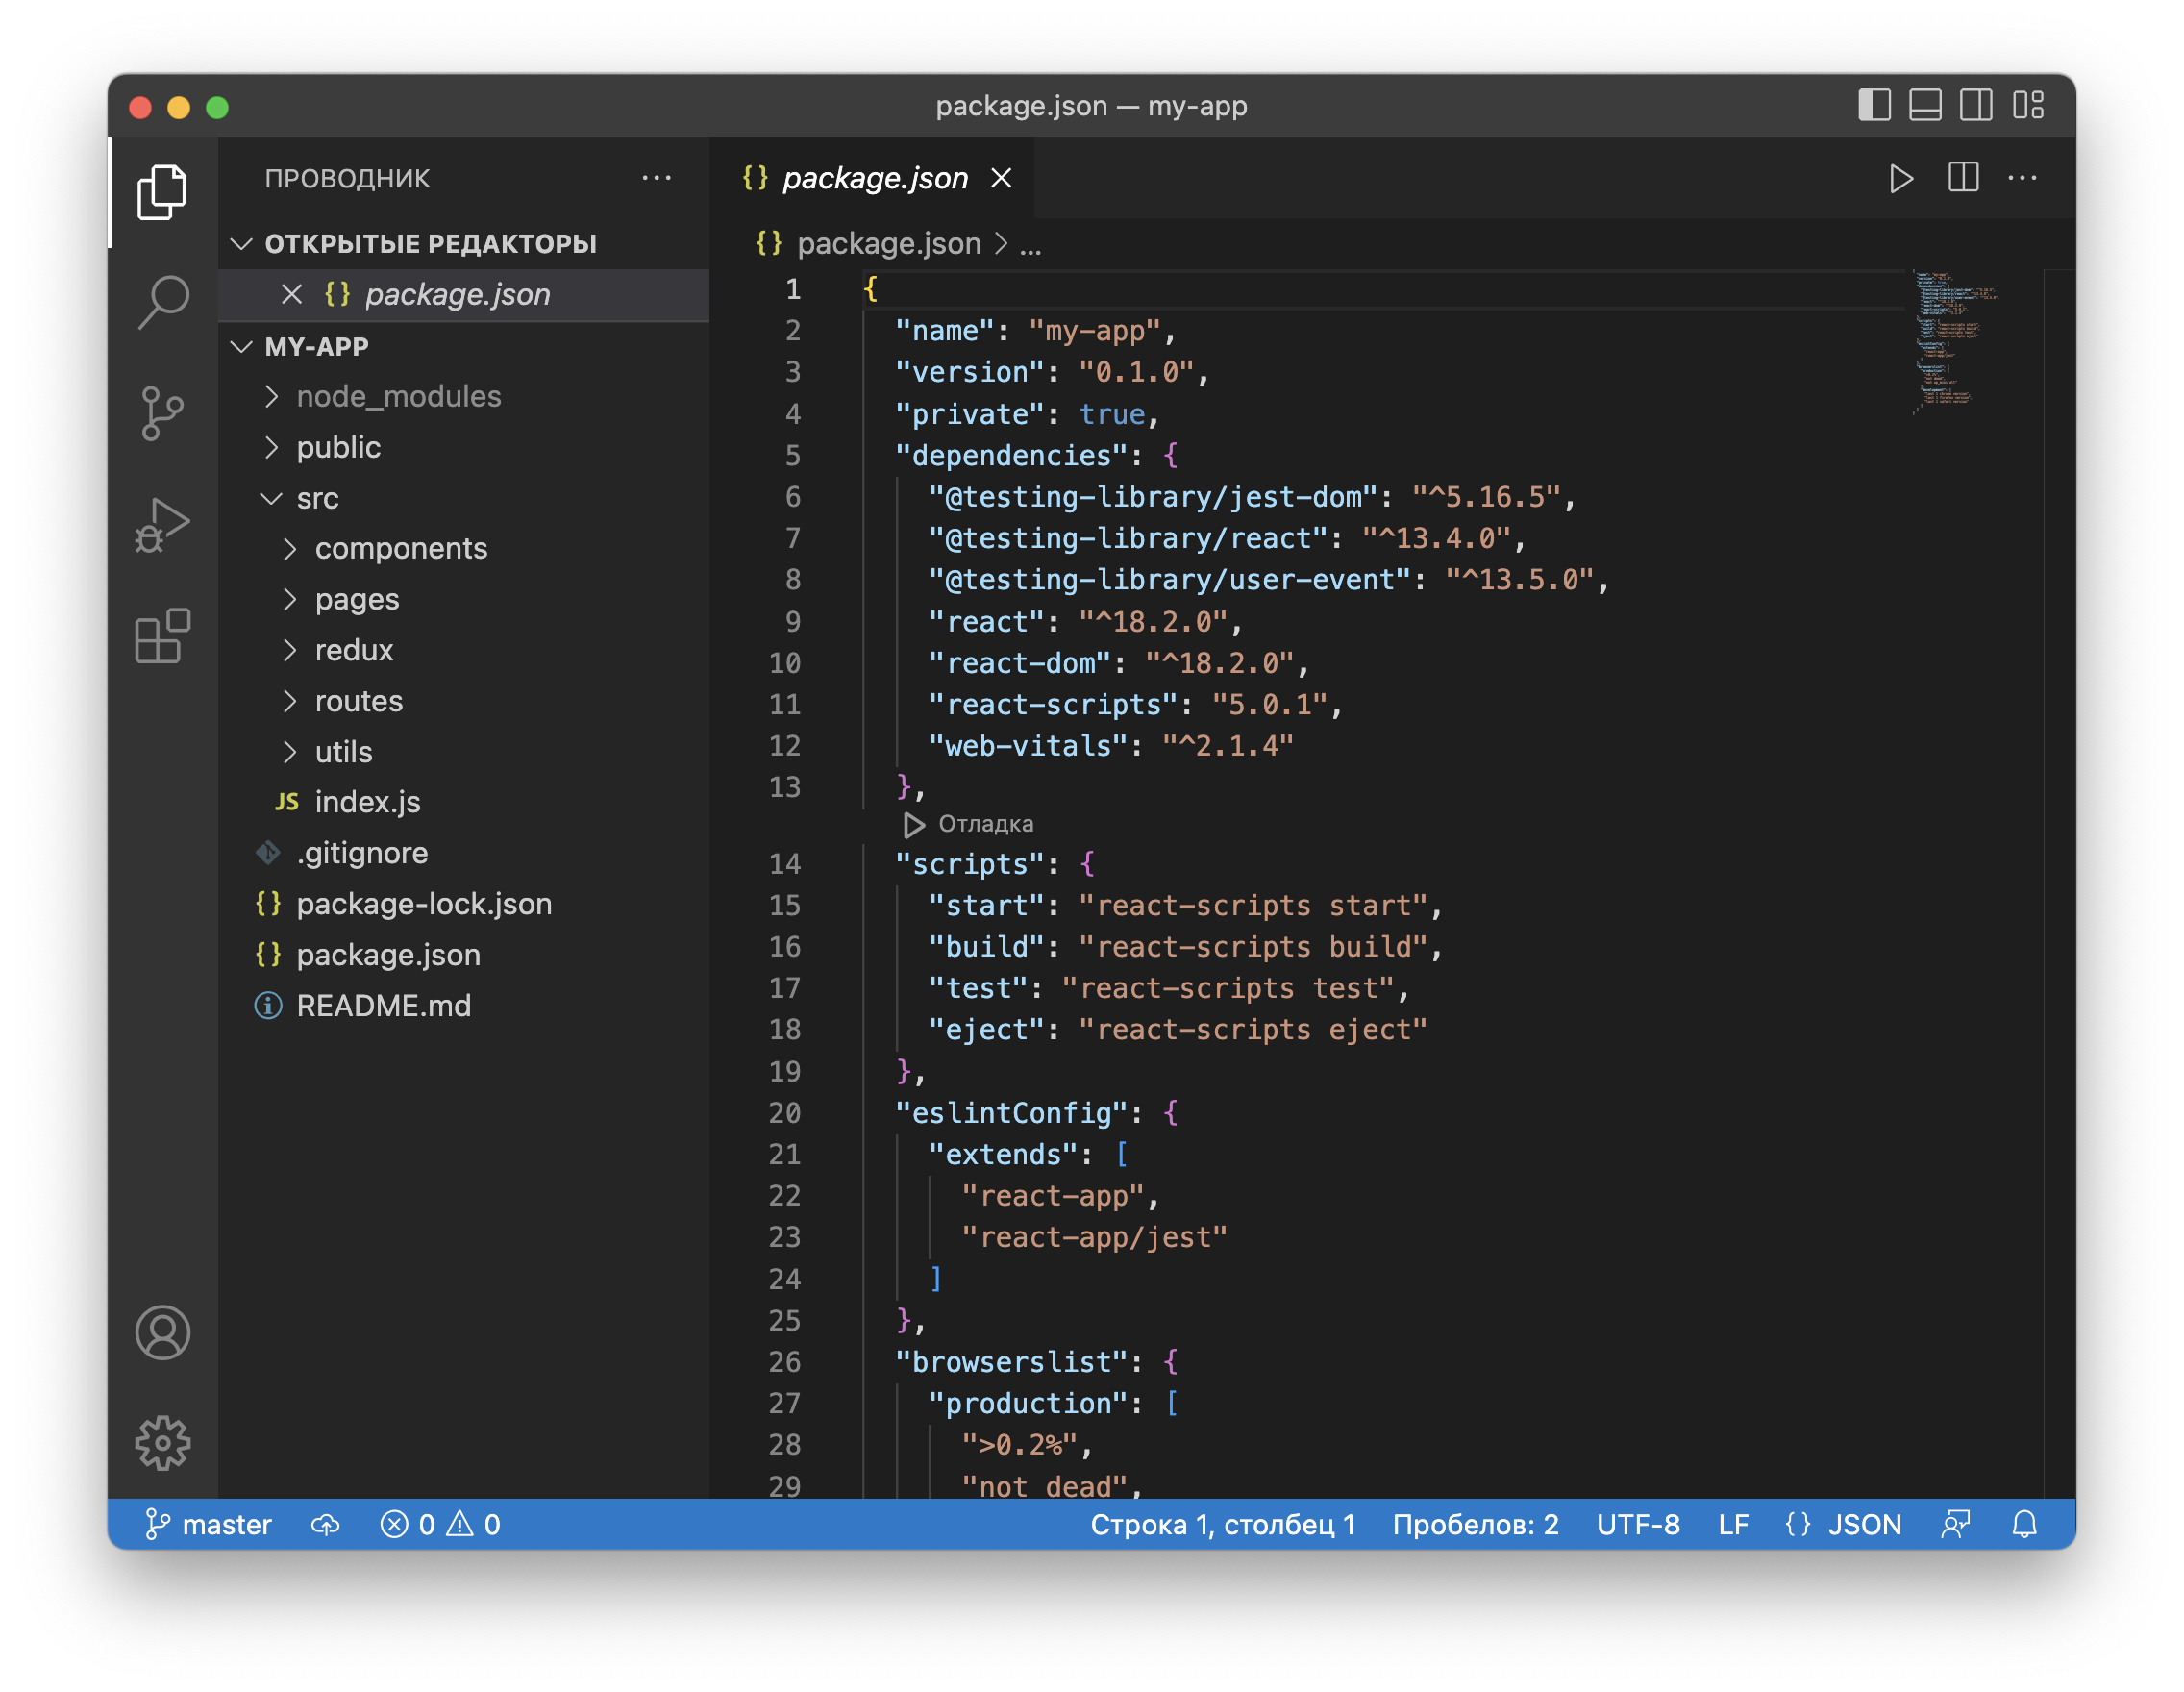 package.json — my-app
ПРОВОДНИК
ОТКРЫТЫЕ РЕДАКТОРЫ
package.json
MY-APP
node_modules
public
src
components
pages
redux
routes
utils
JS index.js
.gitignore
{} package-lock.json
{} package.json
README.md
{} package.json
{} package.json > ...
1 {
2 "name": "my-app",
3 "version": "0.1.0",
4 "private": true,
5 "dependencies": {
6 "@testing-library/jest-dom": "^5.16.5",
7 "@testing-library/react": "^13.4.0",
8 "@testing-library/user-event": "^13.5.0",
9 "react": "^18.2.0",
10 "react-dom": "^18.2.0",
11 "react-scripts": "5.0.1",
12 "web-vitals": "^2.1.4"
13 },
Отладка
14 "scripts": {
15 "start": "react-scripts start",
16 "build": "react-scripts build",
17 "test": "react-scripts test",
18 "eject": "react-scripts eject"
19 },
20 "eslintConfig": {
21 "extends": [
22 "react-app",
23 "react-app/jest"
24 ]
25 },
26 "browserslist": {
27 "production": [
28 ">0.2%",
29 "not dead",
master 0 0 Строка 1, столбец 1 Пробелов: 2 UTF-8 LF {} JSON